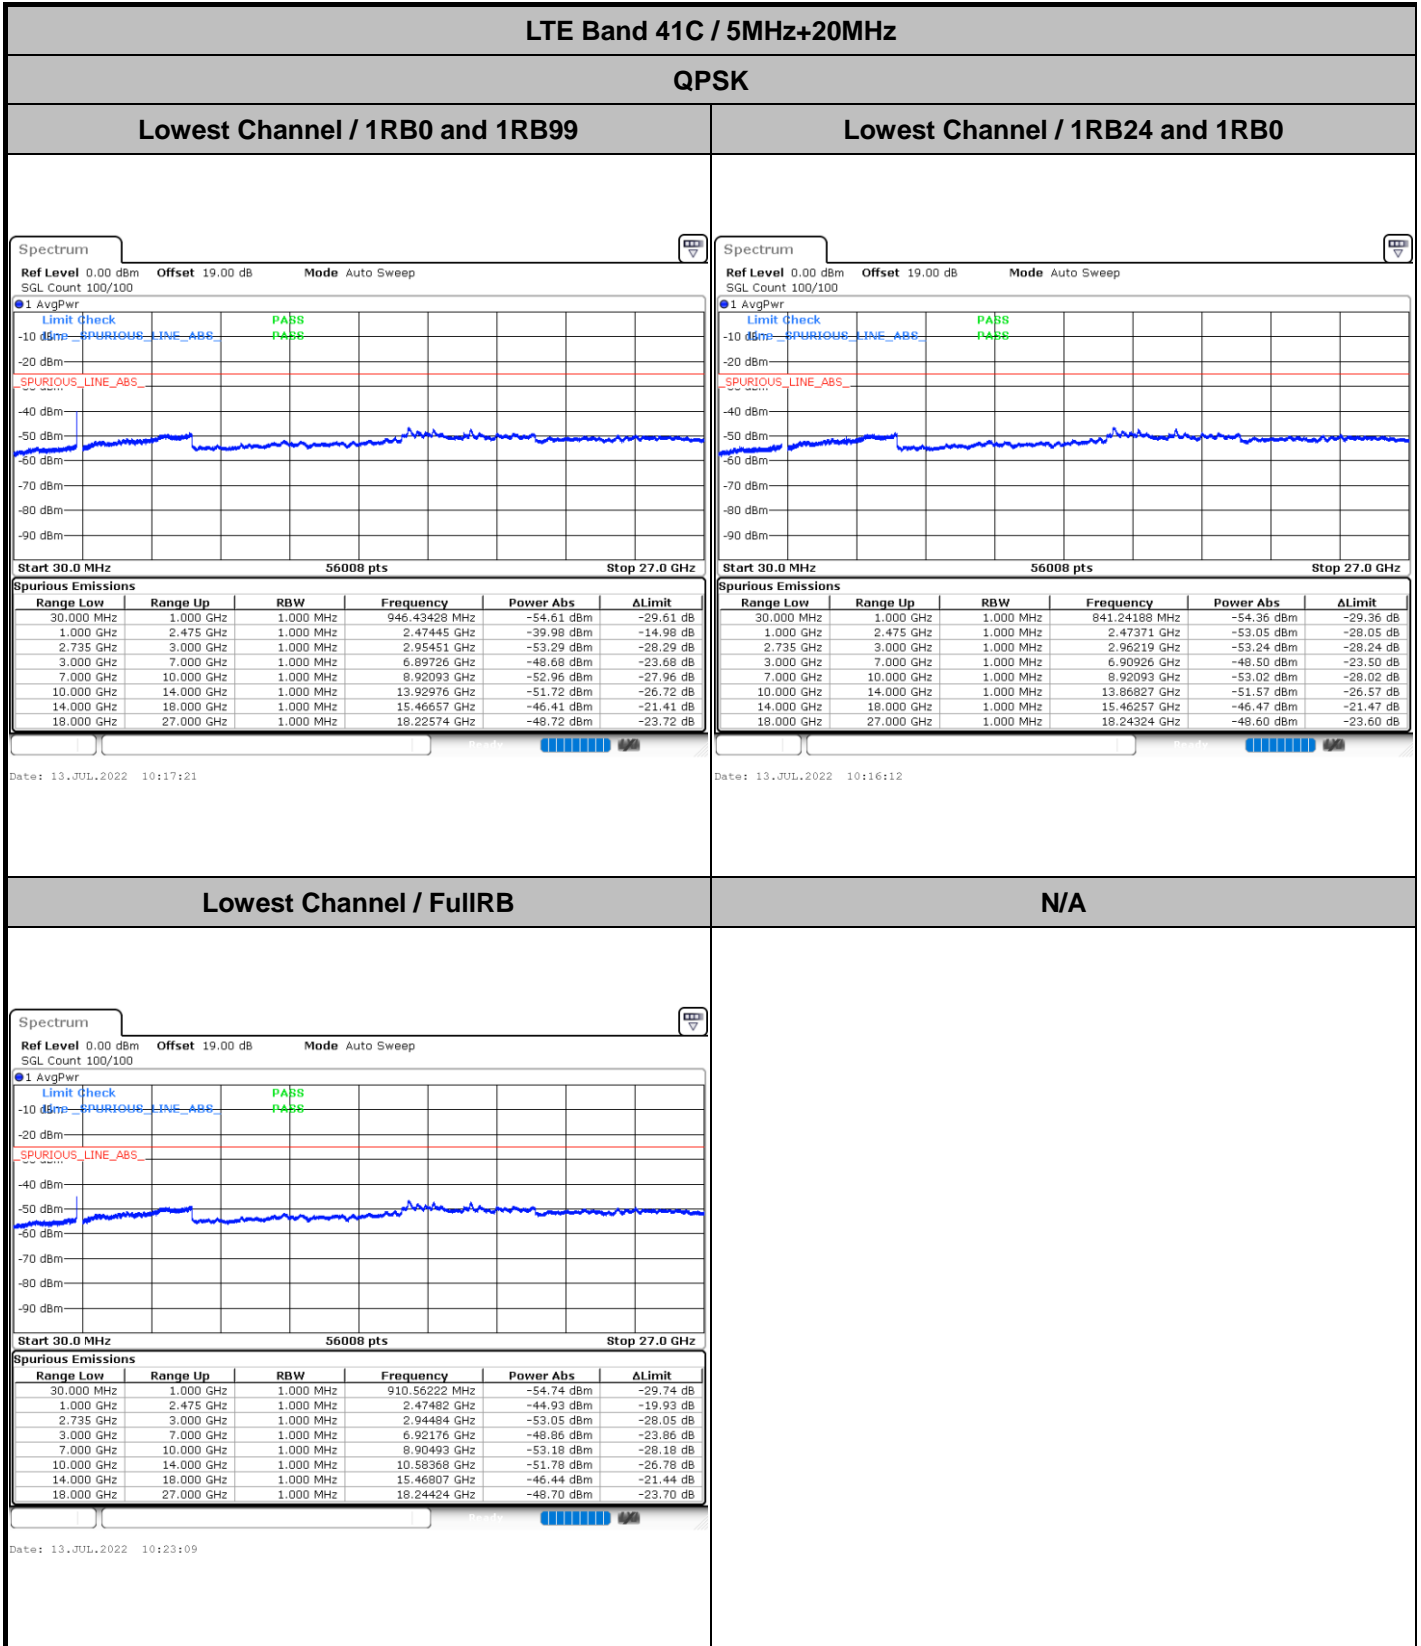 LTE Band 41C / 5MHz+20MHz
QPSK
Lowest Channel / 1RB0 and 1RB99
Lowest Channel / 1RB24 and 1RB0
Spectrum
Ref Level 0.00 dBm Offset 19.00 dB Mode Auto Sweep
SGL Count 100/100
1 AvgPwr
Limit Check PASS
-10 dBm Line _SPURIOUS_LINE_ABS_ PASS
-20 dBm
_SPURIOUS_LINE_ABS_
-40 dBm
-50 dBm
-60 dBm
-70 dBm
-80 dBm
-90 dBm
Start 30.0 MHz 56008 pts Stop 27.0 GHz
Spurious Emissions
Range Low Range Up RBW Frequency Power Abs ΔLimit
30.000 MHz 1.000 GHz 1.000 MHz 946.43428 MHz -54.61 dBm -29.61 dB
1.000 GHz 2.475 GHz 1.000 MHz 2.47445 GHz -39.98 dBm -14.98 dB
2.735 GHz 3.000 GHz 1.000 MHz 2.95451 GHz -53.29 dBm -28.29 dB
3.000 GHz 7.000 GHz 1.000 MHz 6.89726 GHz -48.68 dBm -23.68 dB
7.000 GHz 10.000 GHz 1.000 MHz 8.92093 GHz -52.96 dBm -27.96 dB
10.000 GHz 14.000 GHz 1.000 MHz 13.92976 GHz -51.72 dBm -26.72 dB
14.000 GHz 18.000 GHz 1.000 MHz 15.46657 GHz -46.41 dBm -21.41 dB
18.000 GHz 27.000 GHz 1.000 MHz 18.22574 GHz -48.72 dBm -23.72 dB
Ready
Date: 13.JUL.2022 10:17:21
Spectrum
Ref Level 0.00 dBm Offset 19.00 dB Mode Auto Sweep
SGL Count 100/100
1 AvgPwr
Limit Check PASS
-10 dBm Line _SPURIOUS_LINE_ABS_ PASS
-20 dBm
_SPURIOUS_LINE_ABS_
-40 dBm
-50 dBm
-60 dBm
-70 dBm
-80 dBm
-90 dBm
Start 30.0 MHz 56008 pts Stop 27.0 GHz
Spurious Emissions
Range Low Range Up RBW Frequency Power Abs ΔLimit
30.000 MHz 1.000 GHz 1.000 MHz 841.24188 MHz -54.36 dBm -29.36 dB
1.000 GHz 2.475 GHz 1.000 MHz 2.47371 GHz -53.05 dBm -28.05 dB
2.735 GHz 3.000 GHz 1.000 MHz 2.96219 GHz -53.24 dBm -28.24 dB
3.000 GHz 7.000 GHz 1.000 MHz 6.90926 GHz -48.50 dBm -23.50 dB
7.000 GHz 10.000 GHz 1.000 MHz 8.92093 GHz -53.02 dBm -28.02 dB
10.000 GHz 14.000 GHz 1.000 MHz 13.86827 GHz -51.57 dBm -26.57 dB
14.000 GHz 18.000 GHz 1.000 MHz 15.46257 GHz -46.47 dBm -21.47 dB
18.000 GHz 27.000 GHz 1.000 MHz 18.24324 GHz -48.60 dBm -23.60 dB
Ready
Date: 13.JUL.2022 10:16:12
Lowest Channel / FullRB
N/A
Spectrum
Ref Level 0.00 dBm Offset 19.00 dB Mode Auto Sweep
SGL Count 100/100
1 AvgPwr
Limit Check PASS
-10 dBm Line _SPURIOUS_LINE_ABS_ PASS
-20 dBm
_SPURIOUS_LINE_ABS_
-40 dBm
-50 dBm
-60 dBm
-70 dBm
-80 dBm
-90 dBm
Start 30.0 MHz 56008 pts Stop 27.0 GHz
Spurious Emissions
Range Low Range Up RBW Frequency Power Abs ΔLimit
30.000 MHz 1.000 GHz 1.000 MHz 910.56222 MHz -54.74 dBm -29.74 dB
1.000 GHz 2.475 GHz 1.000 MHz 2.47482 GHz -44.93 dBm -19.93 dB
2.735 GHz 3.000 GHz 1.000 MHz 2.94484 GHz -53.05 dBm -28.05 dB
3.000 GHz 7.000 GHz 1.000 MHz 6.92176 GHz -48.86 dBm -23.86 dB
7.000 GHz 10.000 GHz 1.000 MHz 8.90493 GHz -53.18 dBm -28.18 dB
10.000 GHz 14.000 GHz 1.000 MHz 10.58368 GHz -51.78 dBm -26.78 dB
14.000 GHz 18.000 GHz 1.000 MHz 15.46807 GHz -46.44 dBm -21.44 dB
18.000 GHz 27.000 GHz 1.000 MHz 18.24424 GHz -48.70 dBm -23.70 dB
Ready
Date: 13.JUL.2022 10:23:09